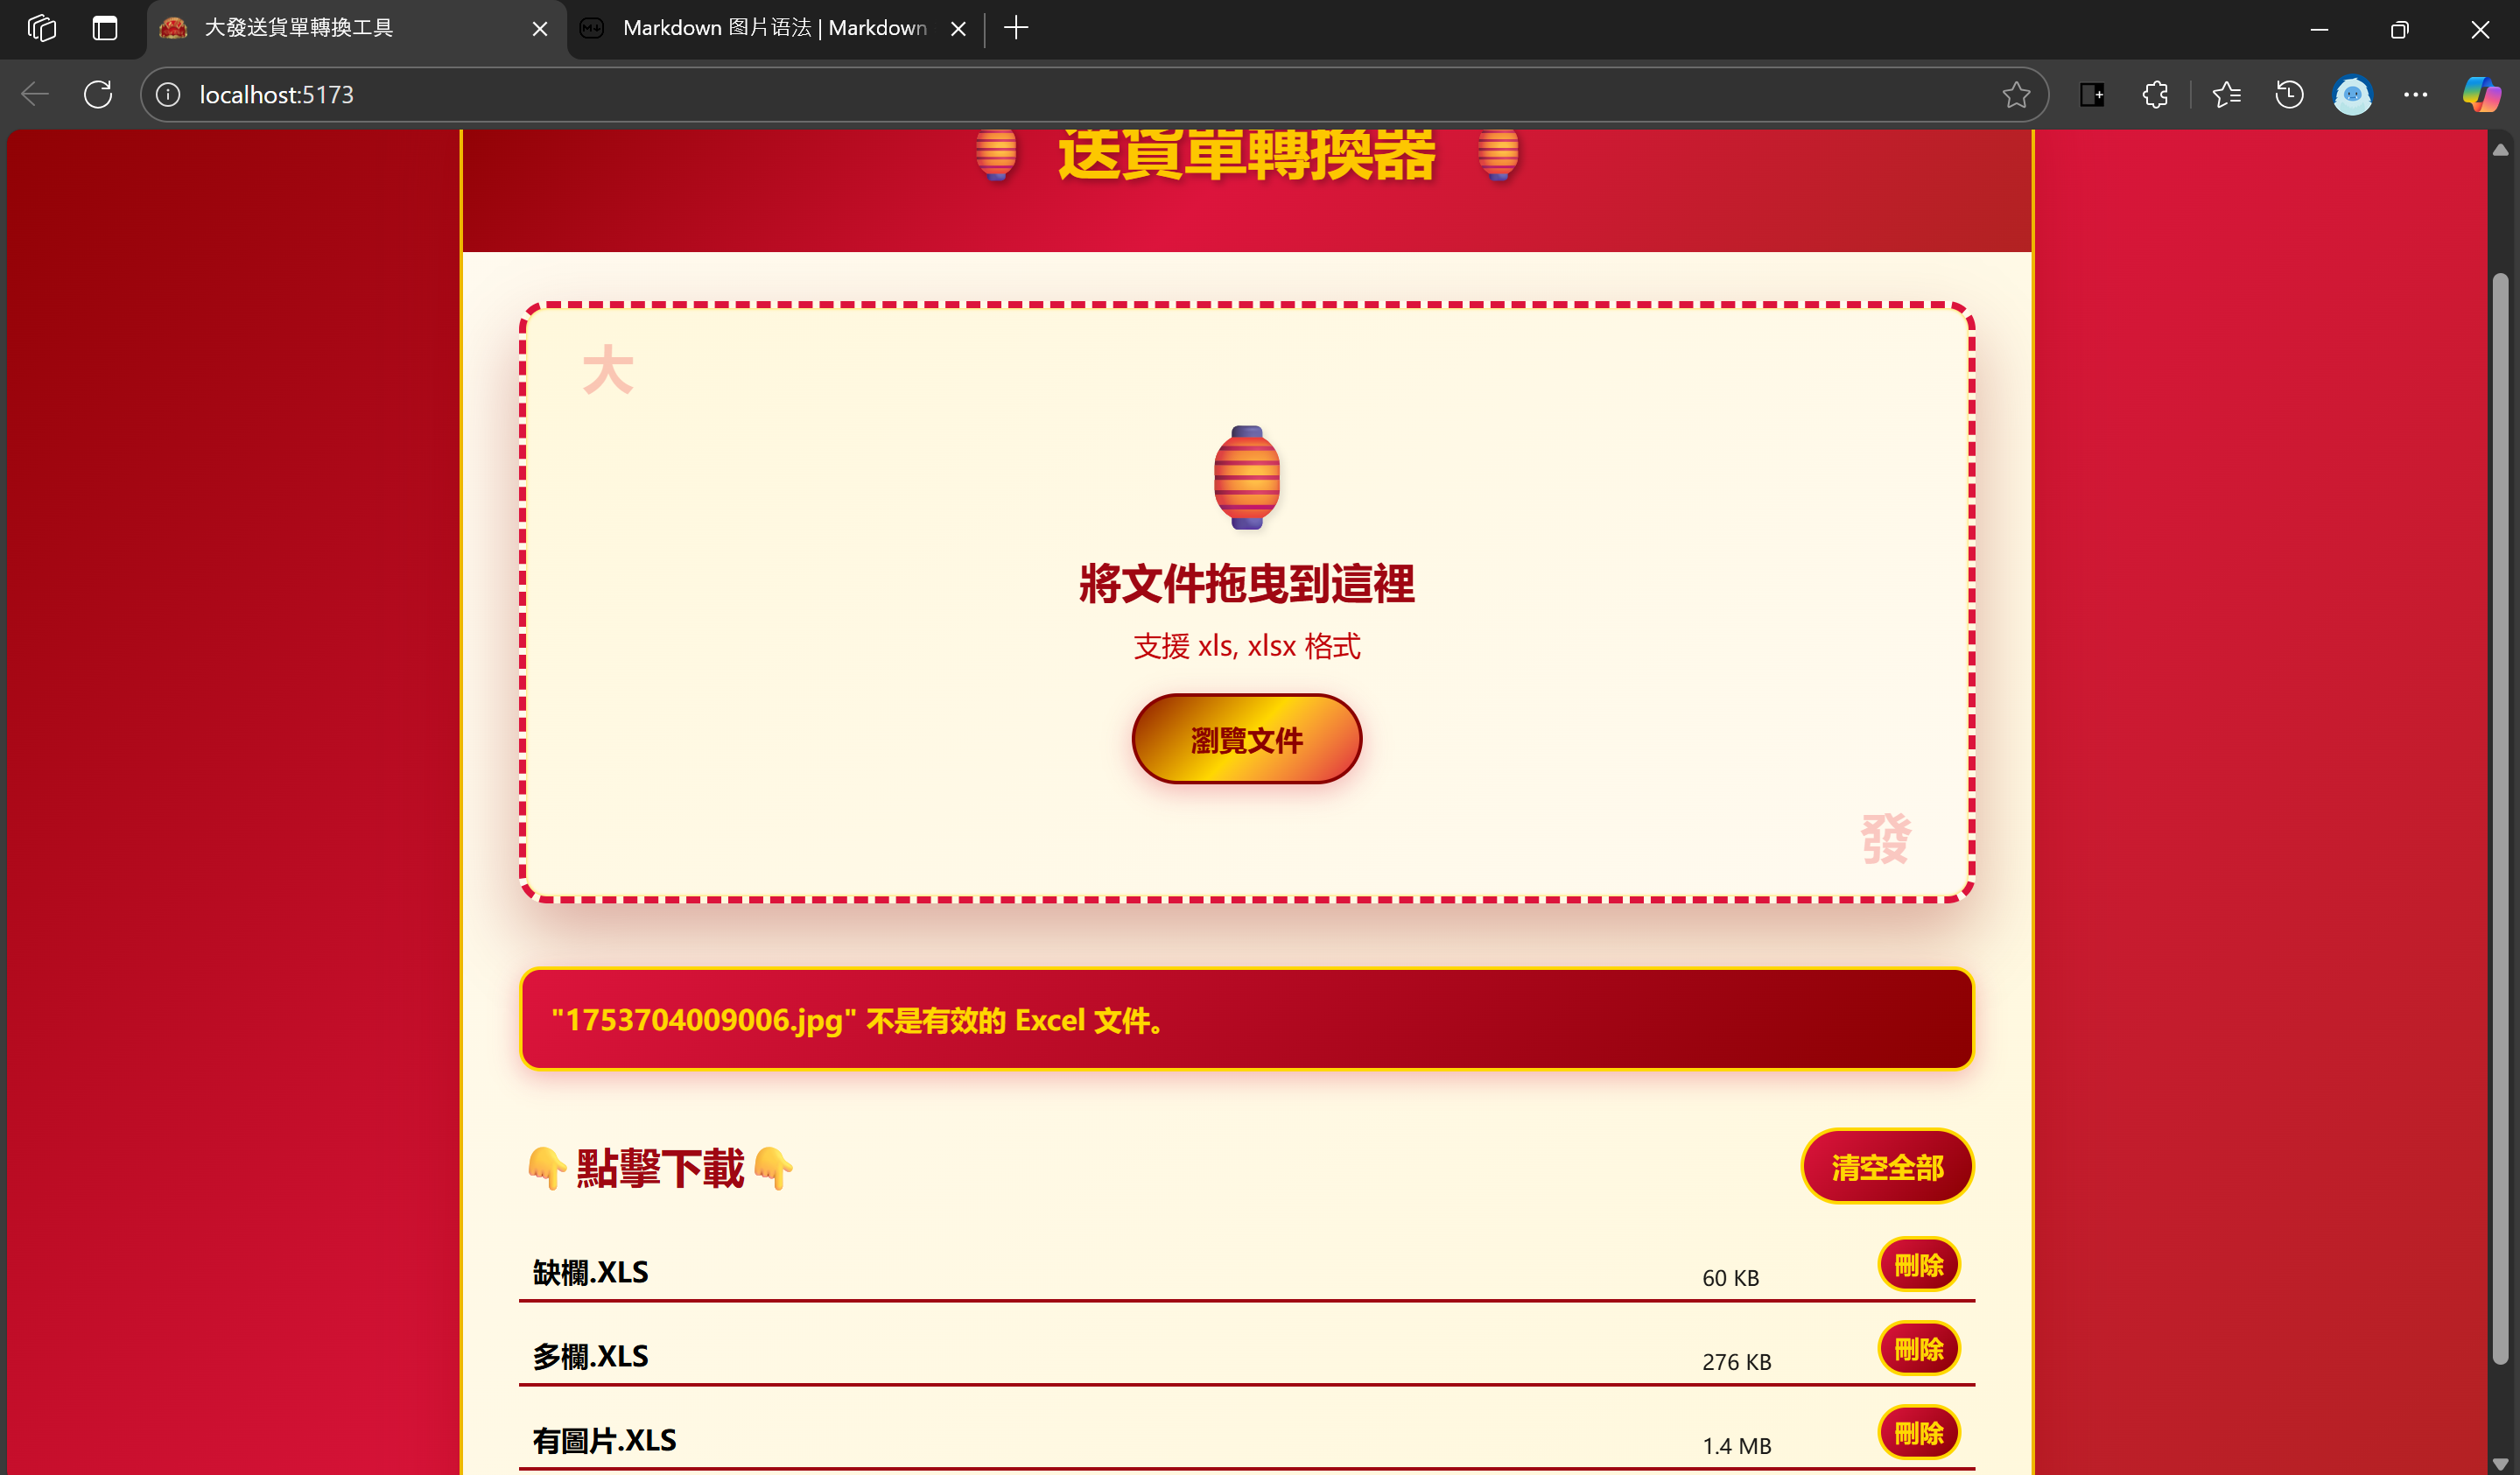 大發送貨單轉換工具
Markdown 图片语法 | Markdown
localhost:5173
送貨單轉換器
大
將文件拖曳到這裡
支援 xls, xlsx 格式
瀏覽文件
發
"1753704009006.jpg" 不是有效的 Excel 文件。
👇點擊下載👇
清空全部
缺欄.XLS 60 KB 刪除
多欄.XLS 276 KB 刪除
有圖片.XLS 1.4 MB 刪除